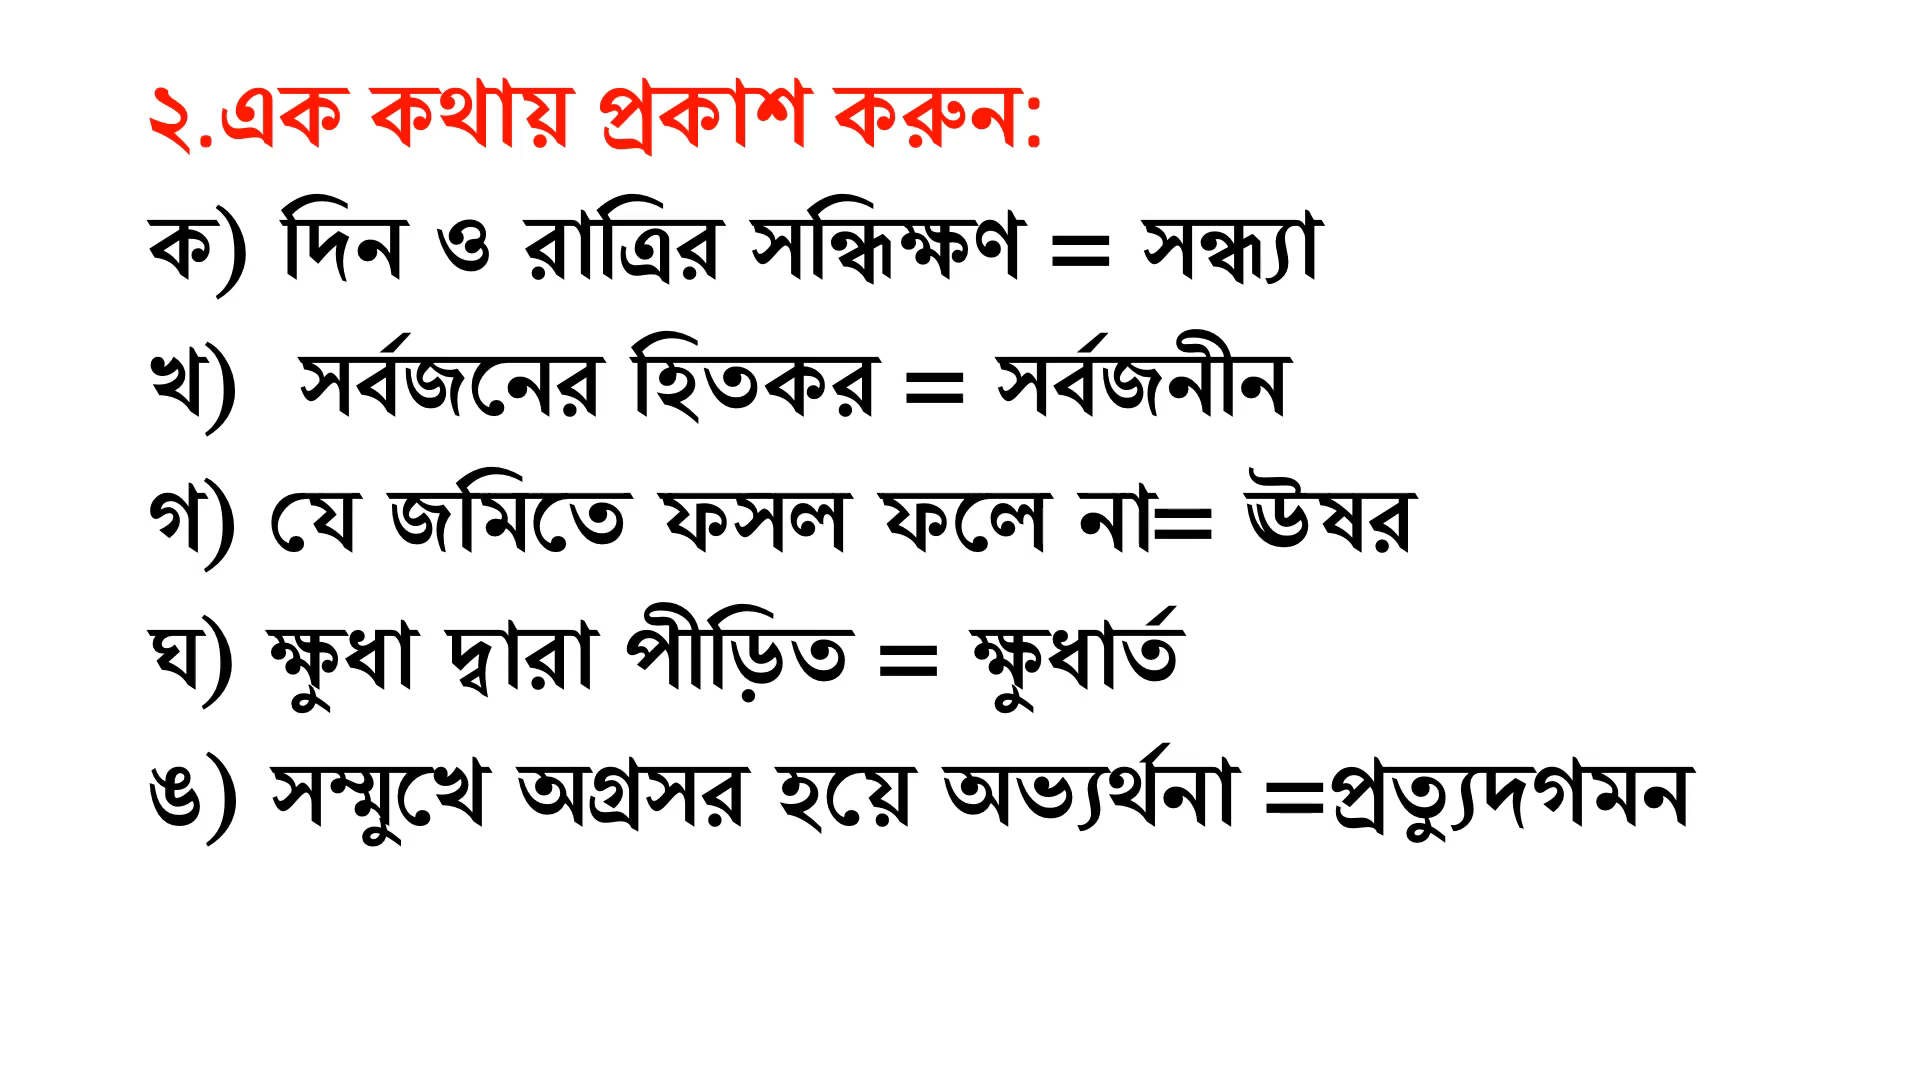 ২.এক কথায় প্রকাশ করুন:
ক) দিন ও রাত্রির সন্ধিক্ষণ = সন্ধ্যা
খ) সর্বজনের হিতকর = সর্বজনীন
গ) যে জমিতে ফসল ফলে না= ঊষর
ঘ) ক্ষুধা দ্বারা পীড়িত = ক্ষুধার্ত
ঙ) সম্মুখে অগ্রসর হয়ে অভ্যর্থনা =প্রত্যুদগমন